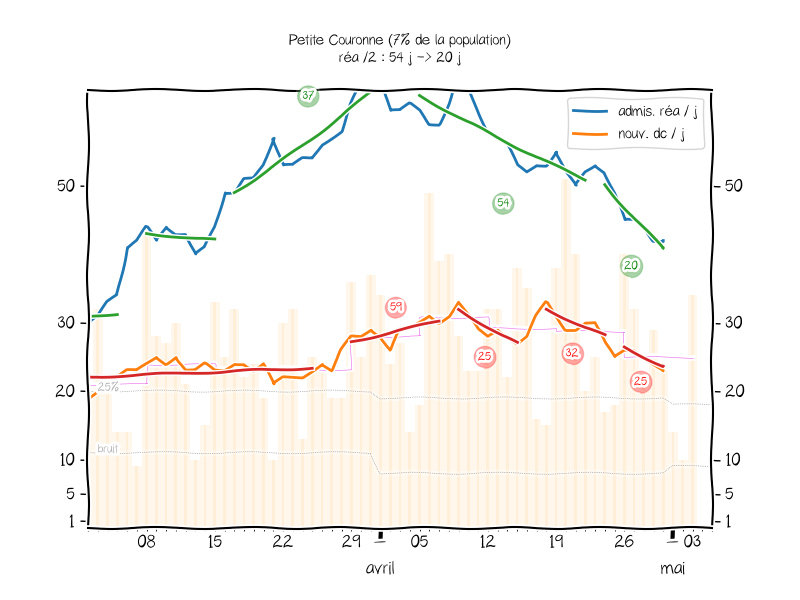 Petite Couronne (7% de la population)
réa /2 : 54 j -> 20 j
37
admis. réa / j
nouv. dc / j
50
50
54
20
59
30
30
25
32
25
25%
20
20
bruit
10
10
5
5
1
1
08 15 22 29 05 12 19 26 03
avril mai